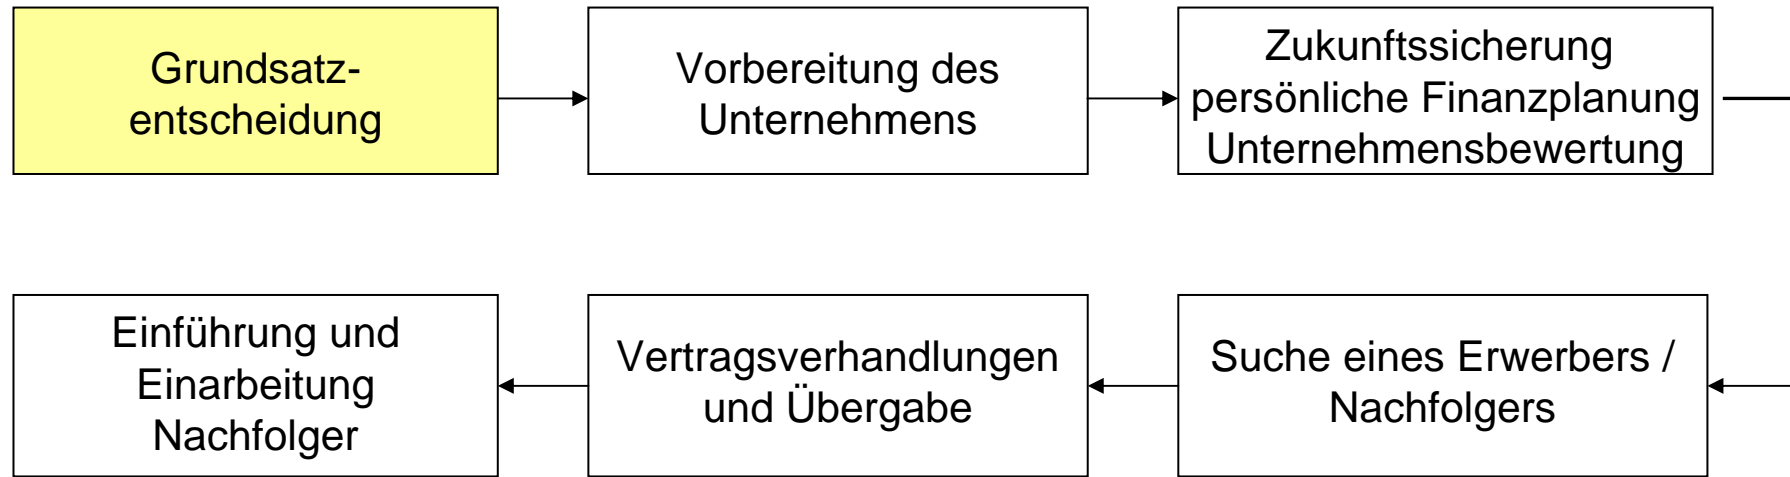 Grundsatz-
entscheidung
Vorbereitung des
Unternehmens
Zukunftssicherung
persönliche Finanzplanung
Unternehmensbewertung
Suche eines Erwerbers /
Nachfolgers
Vertragsverhandlungen
und Übergabe
Einführung und
Einarbeitung
Nachfolger